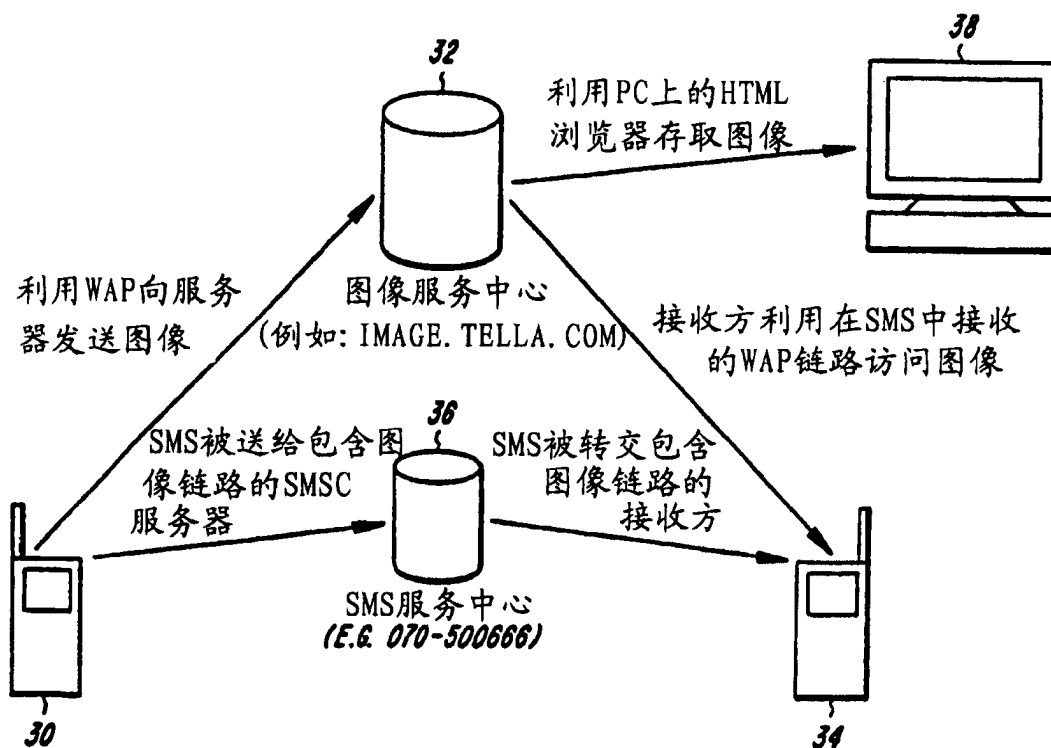 38
32
利用PC上的HTML
浏览器存取图像
利用WAP向服务
器发送图像
图像服务中心
(例如: IMAGE.TELLA.COM)
接收方利用在SMS中接收
的WAP链路访问图像
36
SMS被送给包含图
像链路的SMSC
服务器
SMS被转交包含
图像链路的
接收方
SMS服务中心
(E.G. 070-500666)
30
34